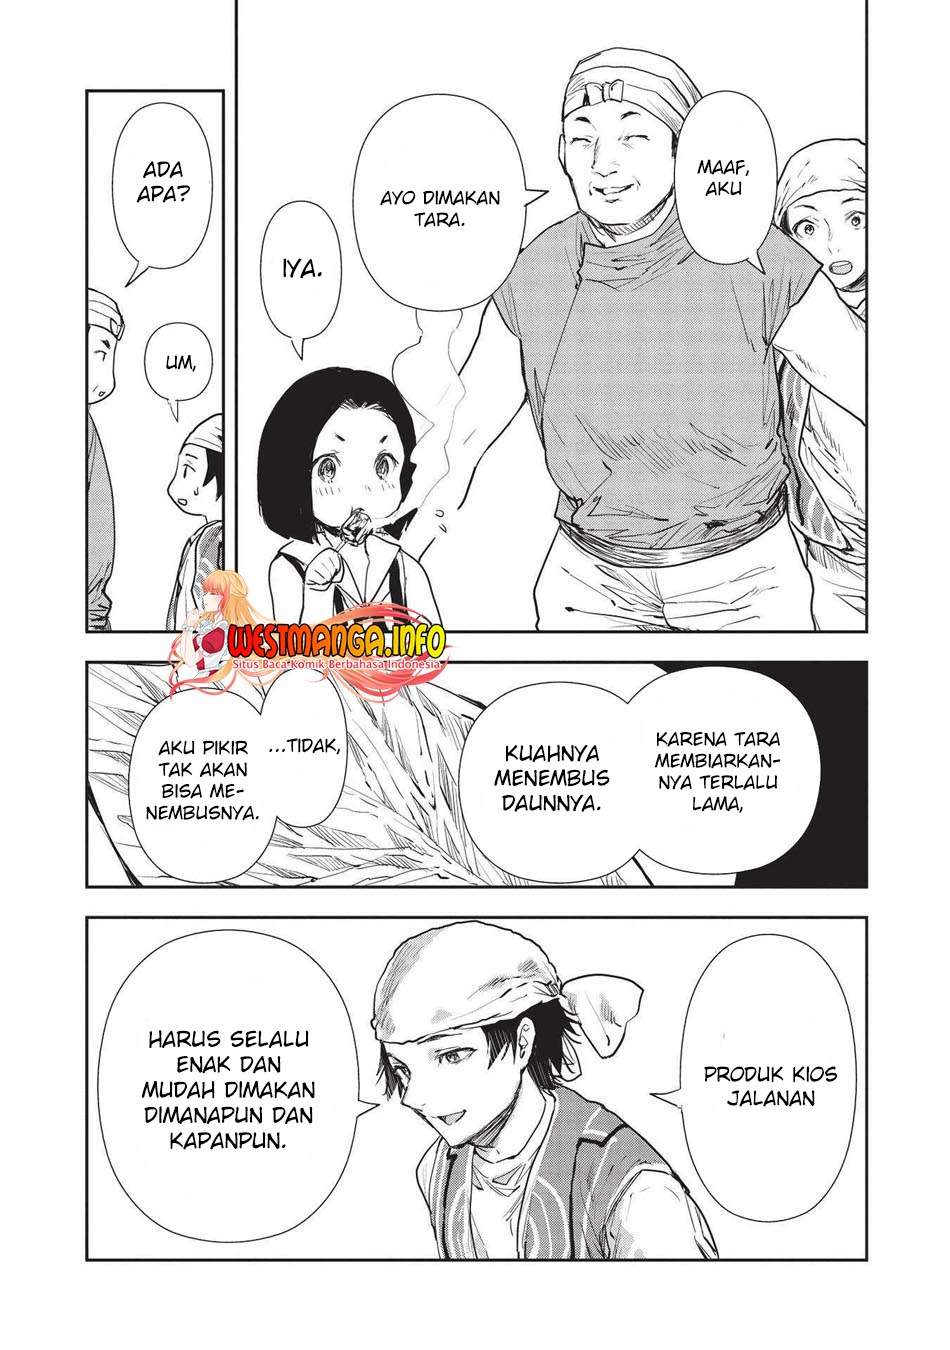 MAAF,
AKU
AYO DIMAKAN
TARA.
IYA.
ADA
APA?
UM,
WESTMANGA.INFO
Situs Baca Komik Berbahasa Indonesia
KARENA TARA
MEMBIARKAN-
NYA TERLALU
LAMA,
KUAHNYA
MENEMBUS
DAUNNYA.
...TIDAK,
AKU PIKIR
TAK AKAN
BISA ME-
NEMBUSNYA.
PRODUK KIOS
JALANAN
HARUS SELALU
ENAK DAN
MUDAH DIMAKAN
DIMANAPUN DAN
KAPANPUN.